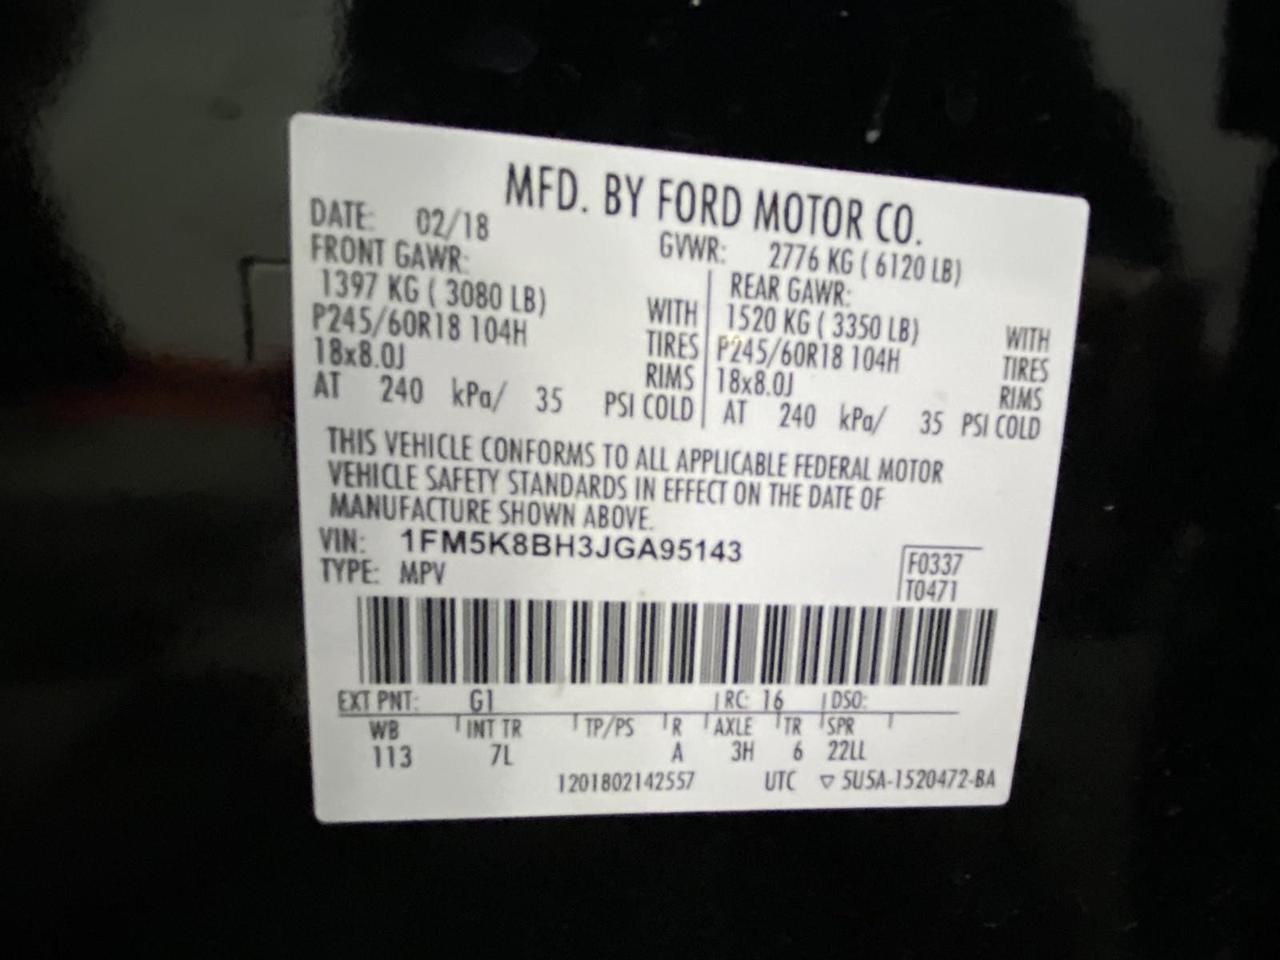 MFD. BY FORD MOTOR CO.
DATE: 02/18 GVWR: 2776 KG ( 6120 LB)
FRONT GAWR: REAR GAWR:
1397 KG ( 3080 LB) WITH 1520 KG ( 3350 LB) WITH
P245/60R18 104H TIRES P245/60R18 104H TIRES
18x8.0J RIMS 18x8.0J RIMS
AT 240 kPa/ 35 PSI COLD AT 240 kPa/ 35 PSI COLD
THIS VEHICLE CONFORMS TO ALL APPLICABLE FEDERAL MOTOR
VEHICLE SAFETY STANDARDS IN EFFECT ON THE DATE OF
MANUFACTURE SHOWN ABOVE.
VIN: 1FM5K8BH3JGA95143 F0337
TYPE: MPV T0471
EXT PNT: G1 RC: 16 DSO:
WB INT TR TP/PS R AXLE TR SPR
113 7L A 3H 6 22LL
1201802142557 UTC ▽ 5U5A-1520472-BA